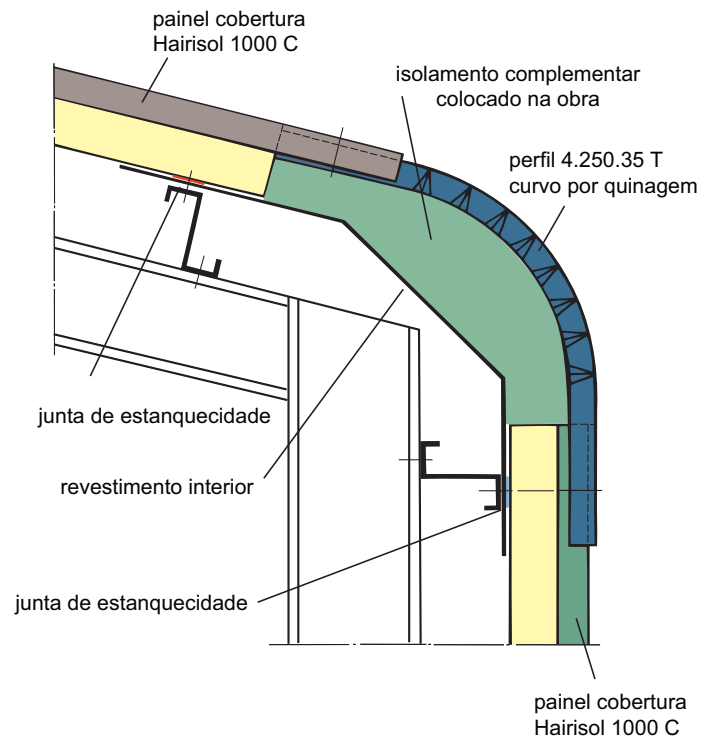 painel cobertura
Hairisol 1000 C
isolamento complementar
colocado na obra
perfil 4.250.35 T
curvo por quinagem
junta de estanquecidade
revestimento interior
junta de estanquecidade
painel cobertura
Hairisol 1000 C